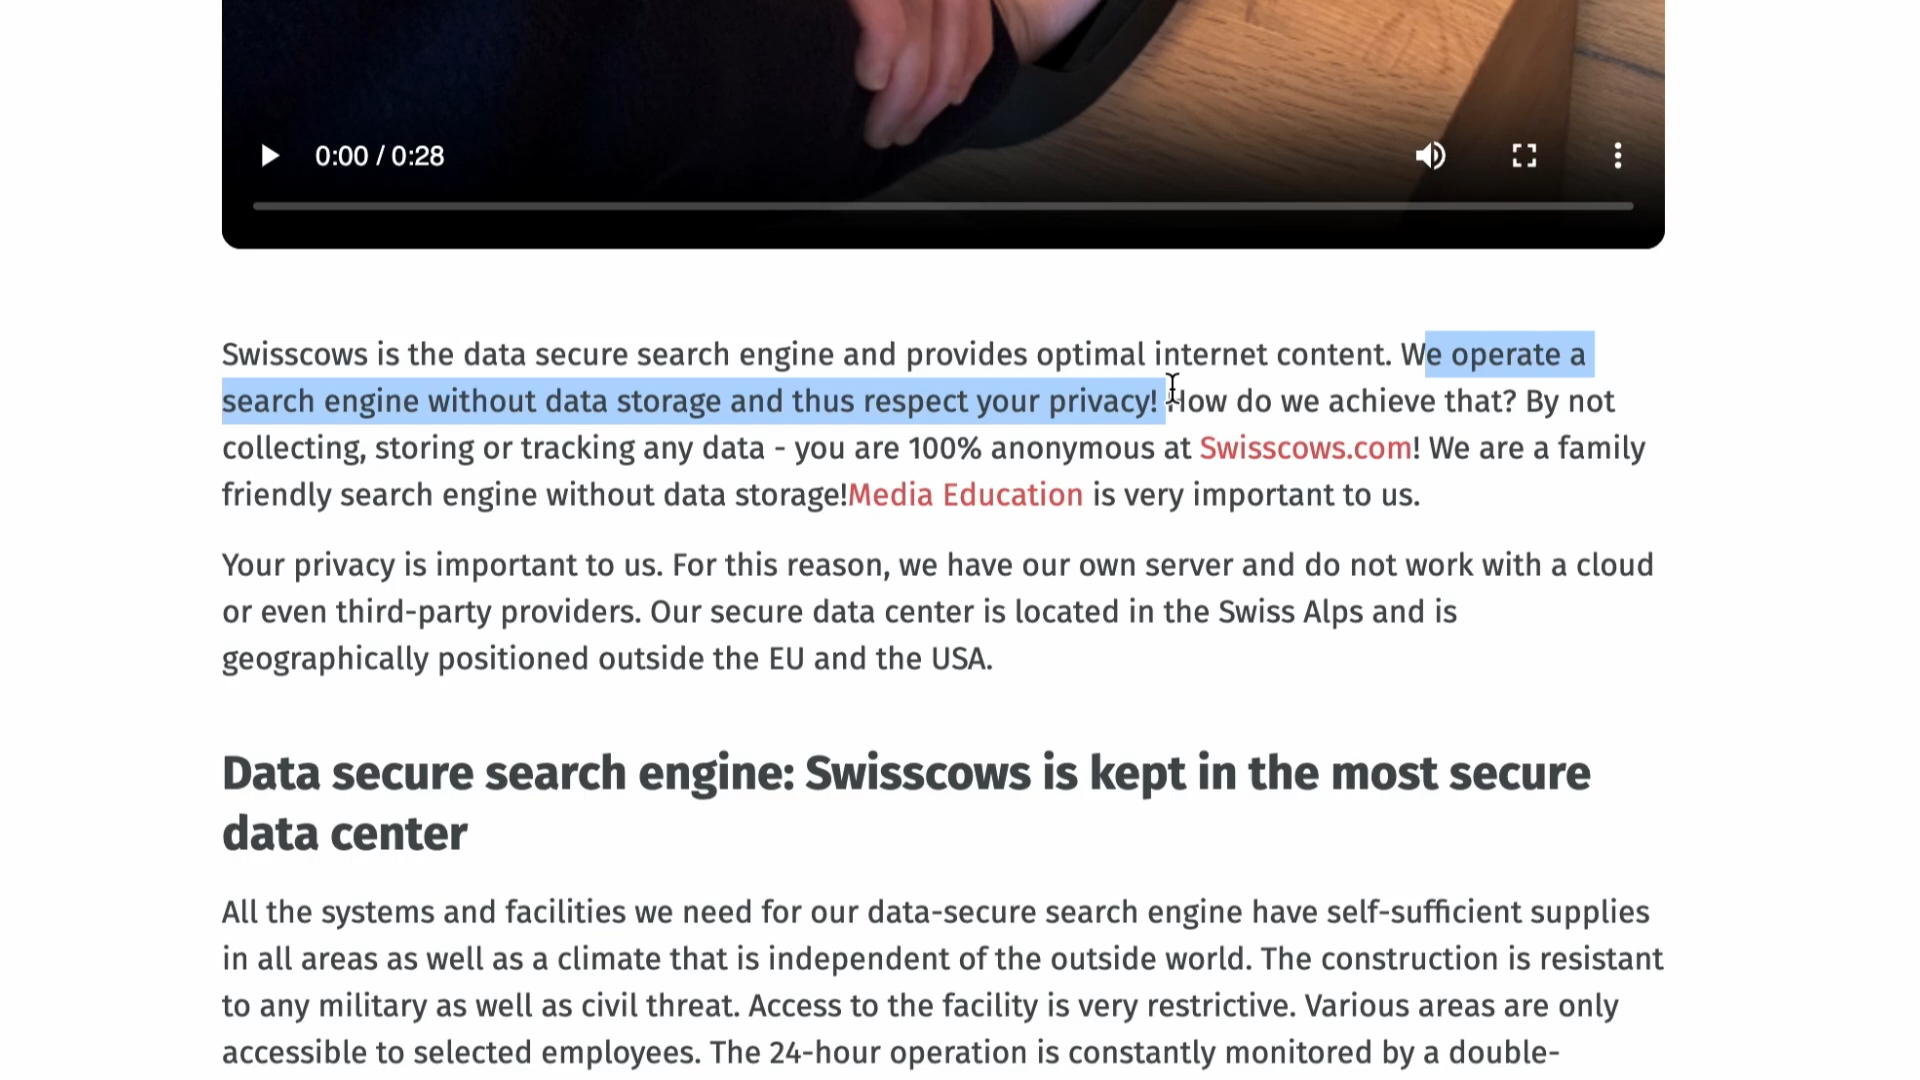 0:00 / 0:28
Swisscows is the data secure search engine and provides optimal internet content. We operate a
search engine without data storage and thus respect your privacy! How do we achieve that? By not
collecting, storing or tracking any data - you are 100% anonymous at Swisscows.com! We are a family
friendly search engine without data storage!Media Education is very important to us.
Your privacy is important to us. For this reason, we have our own server and do not work with a cloud
or even third-party providers. Our secure data center is located in the Swiss Alps and is
geographically positioned outside the EU and the USA.
Data secure search engine: Swisscows is kept in the most secure
data center
All the systems and facilities we need for our data-secure search engine have self-sufficient supplies
in all areas as well as a climate that is independent of the outside world. The construction is resistant
to any military as well as civil threat. Access to the facility is very restrictive. Various areas are only
accessible to selected employees. The 24-hour operation is constantly monitored by a double-